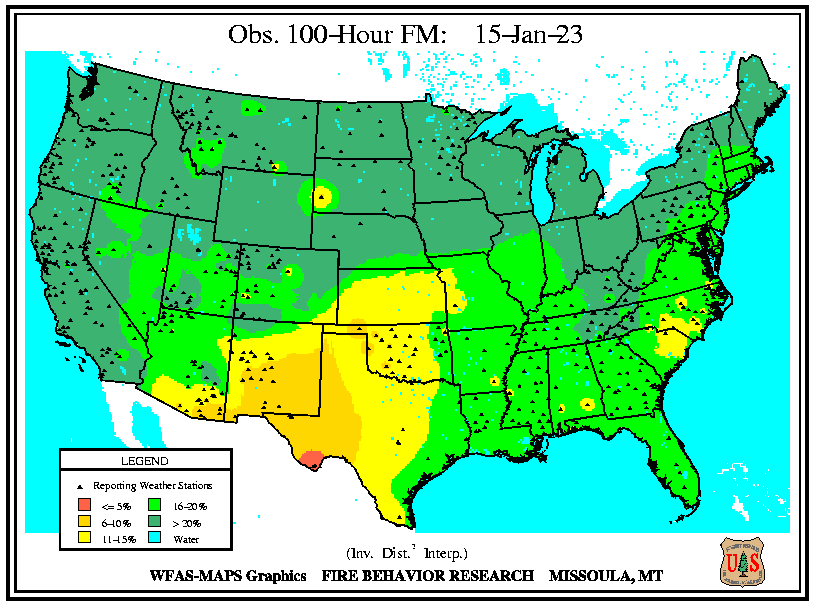 Obs. 100-Hour FM: 15-Jan-23
LEGEND
Reporting Weather Stations
<= 5% 16-20%
6-10% > 20%
11-15% Water
(Inv. Dist.² Interp.)
WFAS-MAPS Graphics FIRE BEHAVIOR RESEARCH MISSOULA, MT
U S